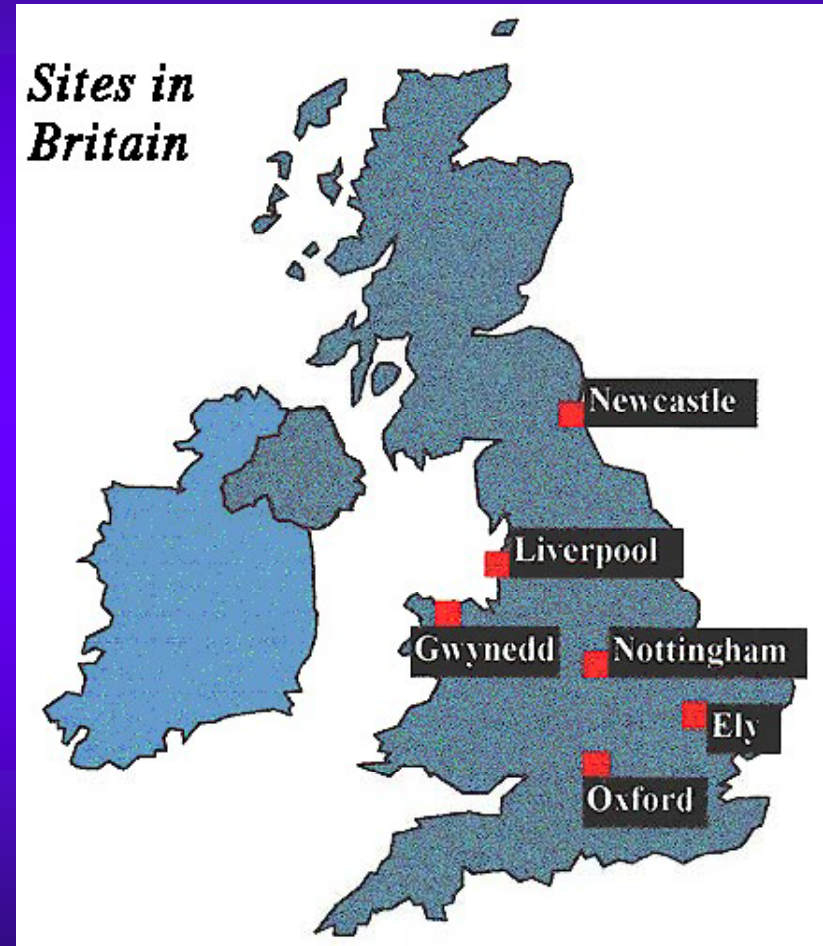 Sites in
Britain
Newcastle
Liverpool
Gwynedd
Nottingham
Ely
Oxford